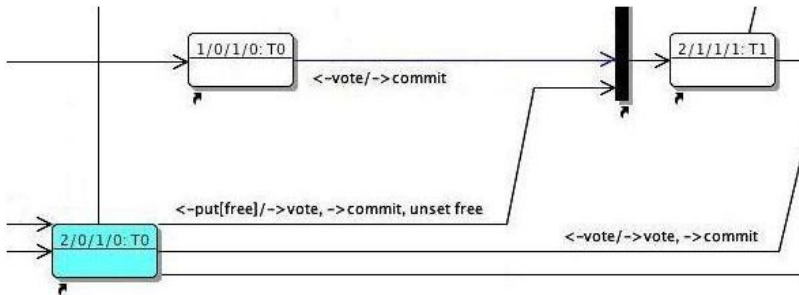 1/0/1/0: T0
2/1/1/1: T1
<-vote/->commit
<-put[free]/->vote, ->commit, unset free
2/0/1/0: T0
<-vote/->vote, ->commit